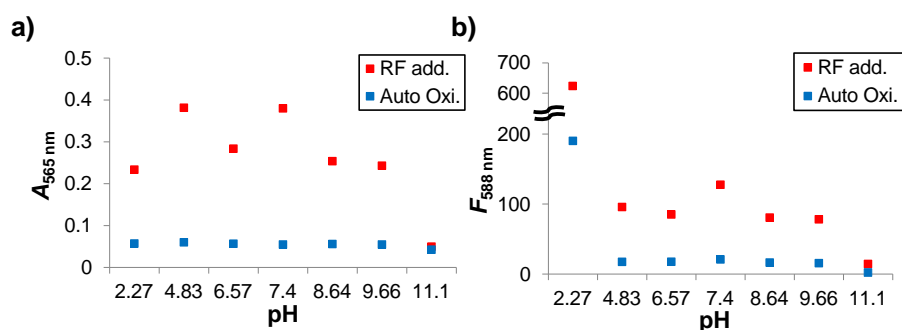 a)
0.5
0.4
0.3
0.2
0.1
0
A565 nm
RF add.
Auto Oxi.
2.27 4.83 6.57 7.4 8.64 9.66 11.1
pH
b)
700
600
200
100
0
F588 nm
RF add.
Auto Oxi.
2.27 4.83 6.57 7.4 8.64 9.66 11.1
pH